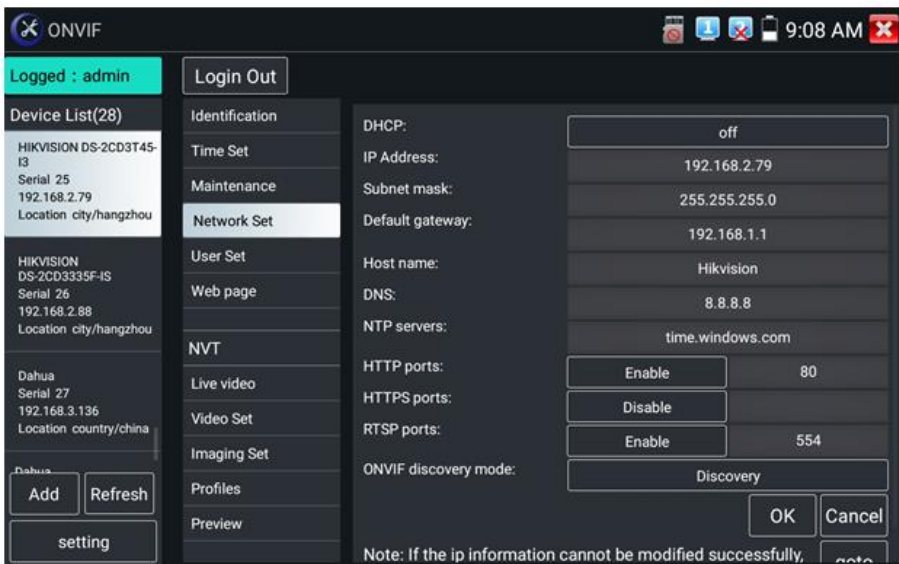 ONVIF
9:08 AM
Logged : admin
Login Out
Device List(28)
HIKVISION DS-2CD3T45-
I3
Serial 25
192.168.2.79
Location city/hangzhou
HIKVISION
DS-2CD3335F-IS
Serial 26
192.168.2.88
Location city/hangzhou
Dahua
Serial 27
192.168.3.136
Location country/china
Dahua
Add
Refresh
setting
Identification
Time Set
Maintenance
Network Set
User Set
Web page
NVT
Live video
Video Set
Imaging Set
Profiles
Preview
DHCP: off
IP Address: 192.168.2.79
Subnet mask: 255.255.255.0
Default gateway: 192.168.1.1
Host name: Hikvision
DNS: 8.8.8.8
NTP servers: time.windows.com
HTTP ports: Enable 80
HTTPS ports: Disable
RTSP ports: Enable 554
ONVIF discovery mode: Discovery
OK
Cancel
Note: If the ip information cannot be modified successfully,
goto